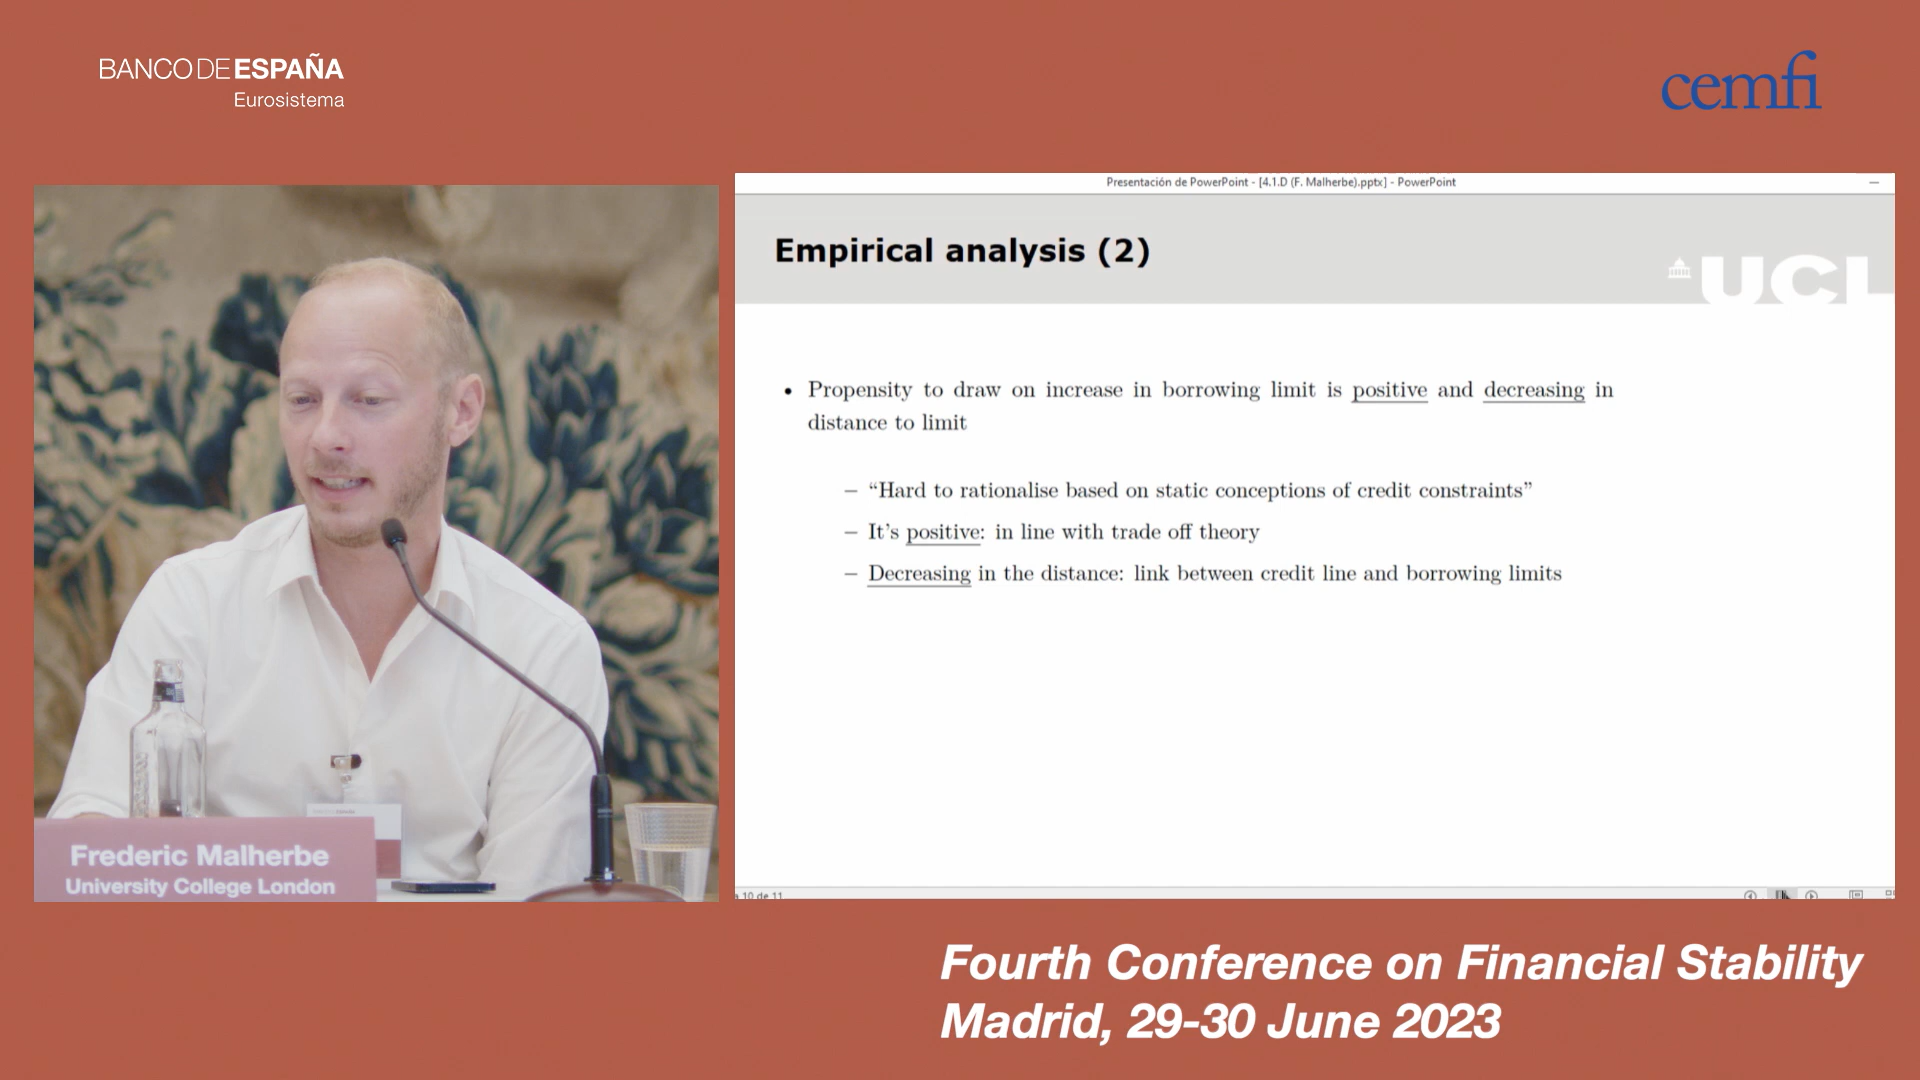 BANCO DE ESPAÑA
Eurosistema
cemfi
Presentación de PowerPoint - [4.1.D (F. Malherbe).pptx] - PowerPoint
Empirical analysis (2)
UCL
• Propensity to draw on increase in borrowing limit is positive and decreasing in
distance to limit
– “Hard to rationalise based on static conceptions of credit constraints”
– It’s positive: in line with trade off theory
– Decreasing in the distance: link between credit line and borrowing limits
10 de 11
Frederic Malherbe
University College London
Fourth Conference on Financial Stability
Madrid, 29-30 June 2023